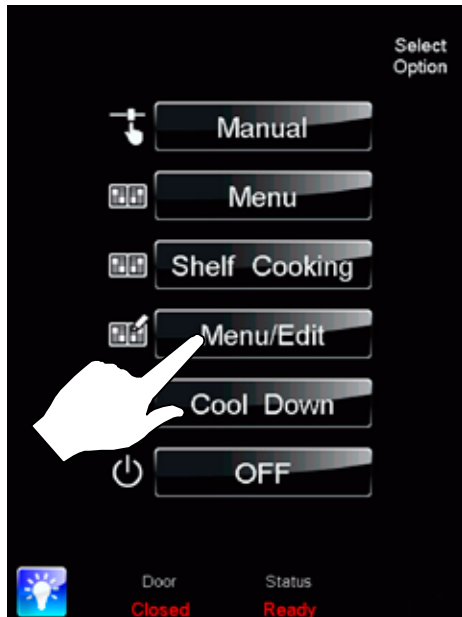 Select
Option
Manual
Menu
Shelf Cooking
Menu/Edit
Cool Down
OFF
Door
Status
Closed
Ready